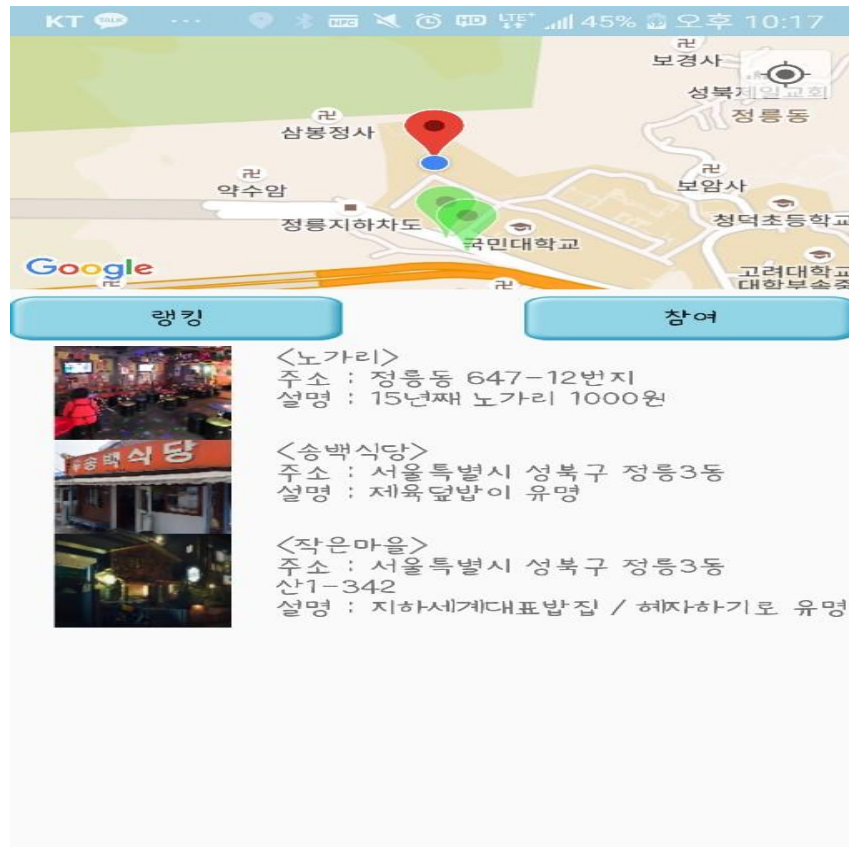 KT TALK ... NFC HD LTE+ 45% 오후 10:17
보경사
성북제일교회
정릉동
삼봉정사
약수암
보암사
정릉지하차도
청덕초등학교
국민대학교
Google
고려대학교
대학부속중
랭킹
참여
<노가리>
주소 : 정릉동 647-12번지
설명 : 15년째 노가리 1000원
송백식당
<송백식당>
주소 : 서울특별시 성북구 정릉3동
설명 : 제육덮밥이 유명
<작은마을>
주소 : 서울특별시 성북구 정릉3동
산1-342
설명 : 지하세계대표밥집 / 혜자하기로 유명